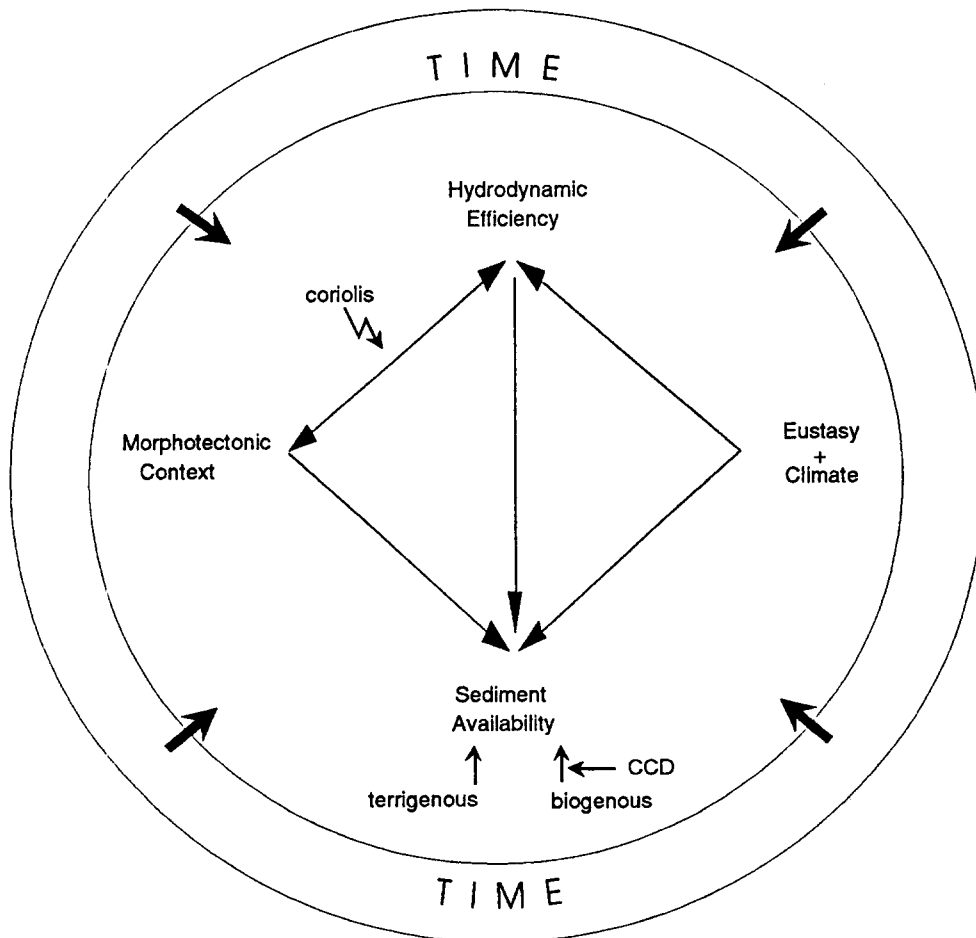 TIME
Hydrodynamic
Efficiency
coriolis
Morphotectonic
Context
Eustasy
+
Climate
Sediment
Availability
CCD
terrigenous
biogenous
TIME